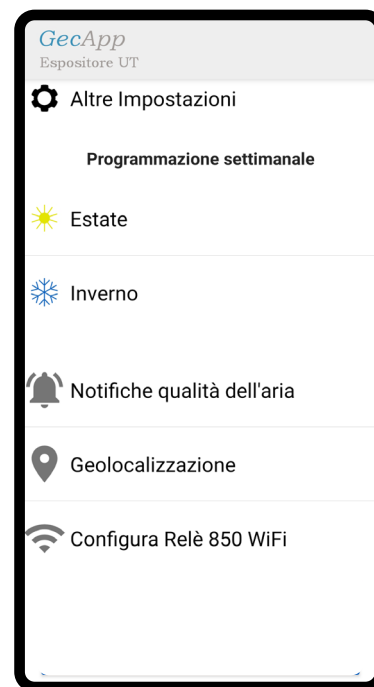 GecApp
Espositore UT
Altre Impostazioni
Programmazione settimanale
Estate
Inverno
Notifiche qualità dell'aria
Geolocalizzazione
Configura Relè 850 WiFi